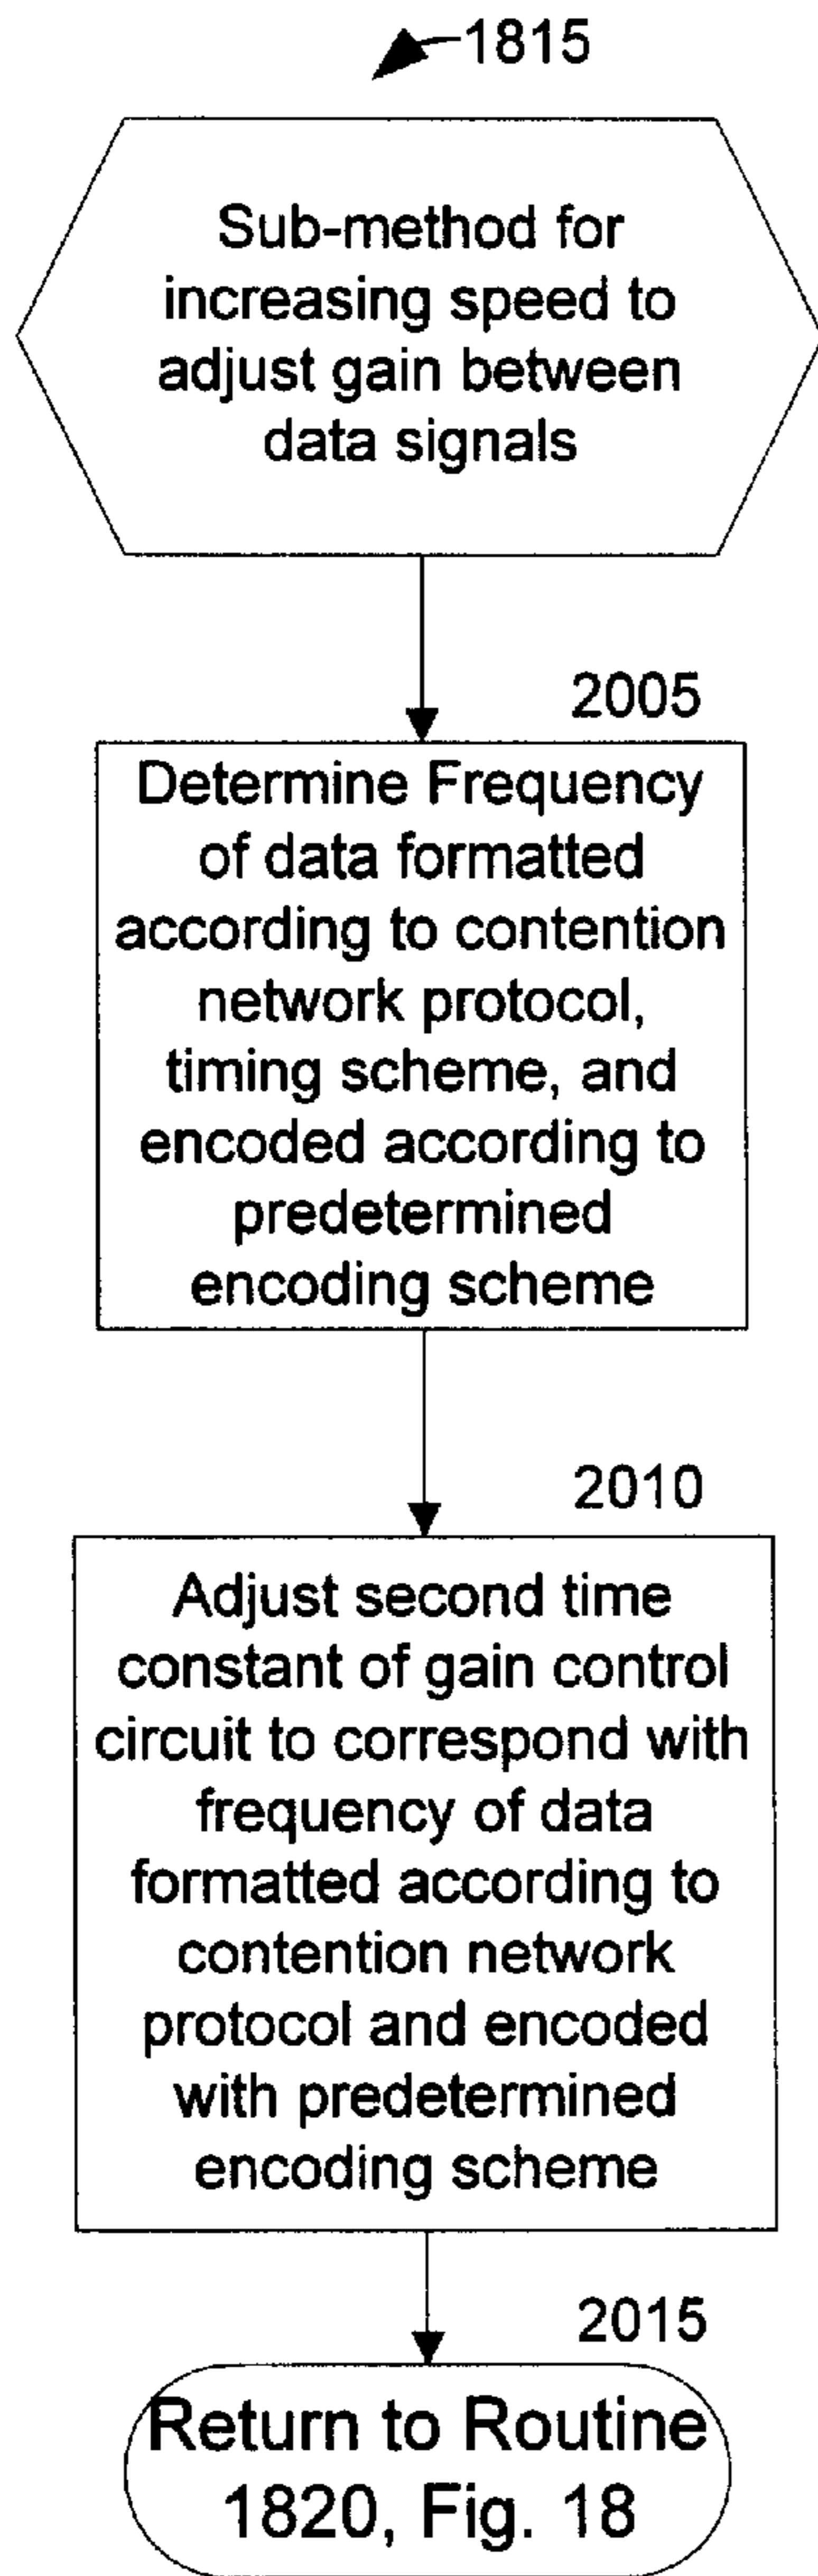 1815
Sub-method for
increasing speed to
adjust gain between
data signals
2005
Determine Frequency
of data formatted
according to contention
network protocol,
timing scheme, and
encoded according to
predetermined
encoding scheme
2010
Adjust second time
constant of gain control
circuit to correspond with
frequency of data
formatted according to
contention network
protocol and encoded
with predetermined
encoding scheme
2015
Return to Routine
1820, Fig. 18